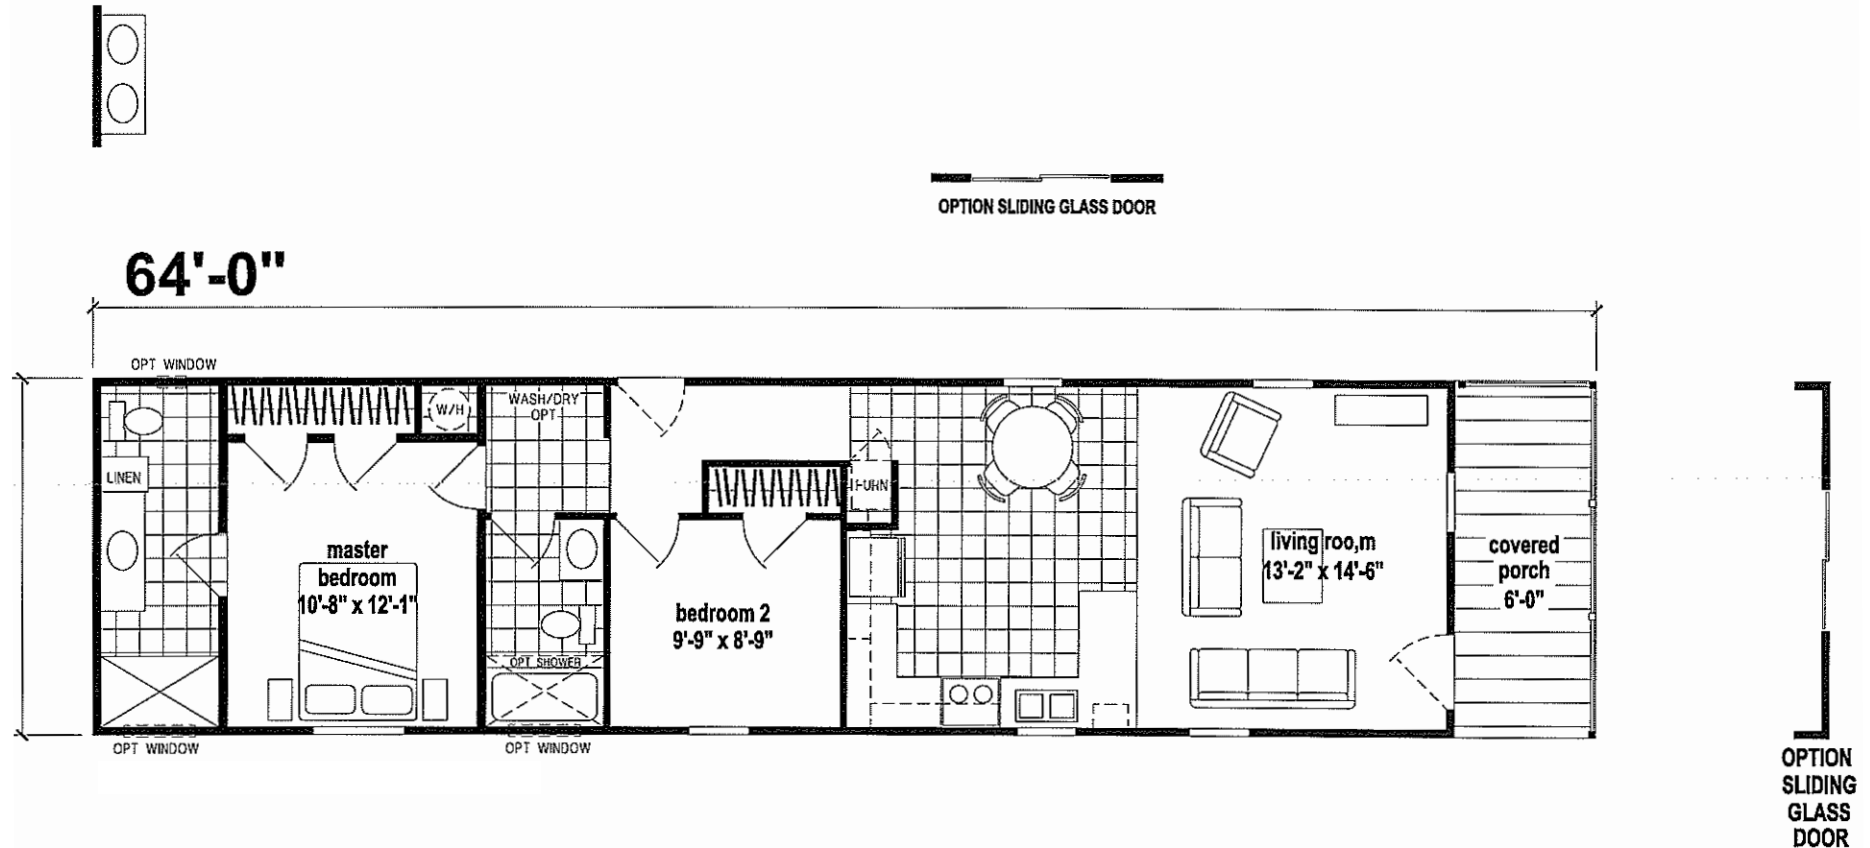 OPTION SLIDING GLASS DOOR
64'-0"
OPT WINDOW
W/H
WASH/DRY
OPT
LINEN
FURN
master
bedroom
10'-8" x 12'-1"
living roo,m
13'-2" x 14'-6"
covered
porch
6'-0"
bedroom 2
9'-9" x 8'-9"
OPT SHOWER
OPT WINDOW
OPT WINDOW
OPTION
SLIDING
GLASS
DOOR